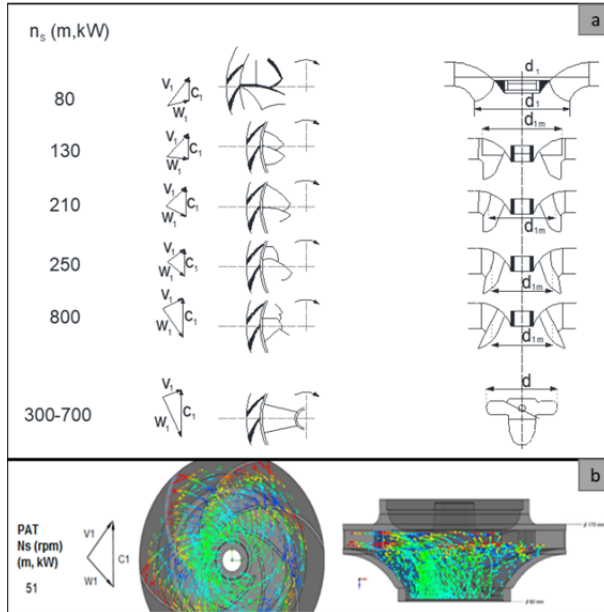 n_s (m,kW)
a
80
V₁
C₁
W₁
d₁
d₁
130
V₁
C₁
W₁
d₁ₘ
210
V₁
C₁
W₁
d₁ₘ
250
V₁
C₁
W₁
d₁ₘ
800
V₁
C₁
W₁
d₁ₘ
300-700
V₁
C₁
W₁
d
b
PAT
Ns (rpm)
(m, kW)
51
V1
C1
W1